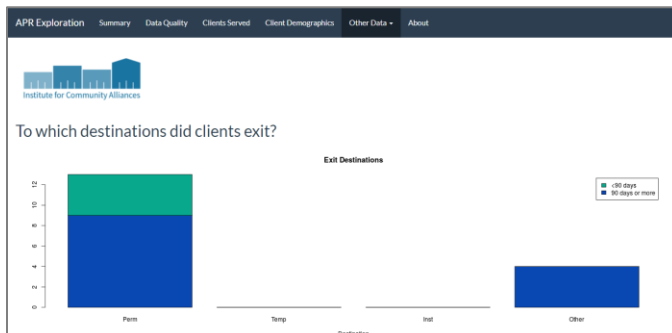 APR Exploration Summary Data Quality Clients Served Client Demographics Other Data About
Institute for Community Alliances
To which destinations did clients exit?
Exit Destinations
<90 days
90 days or more
12
10
8
6
4
2
0
Perm Temp Inst Other